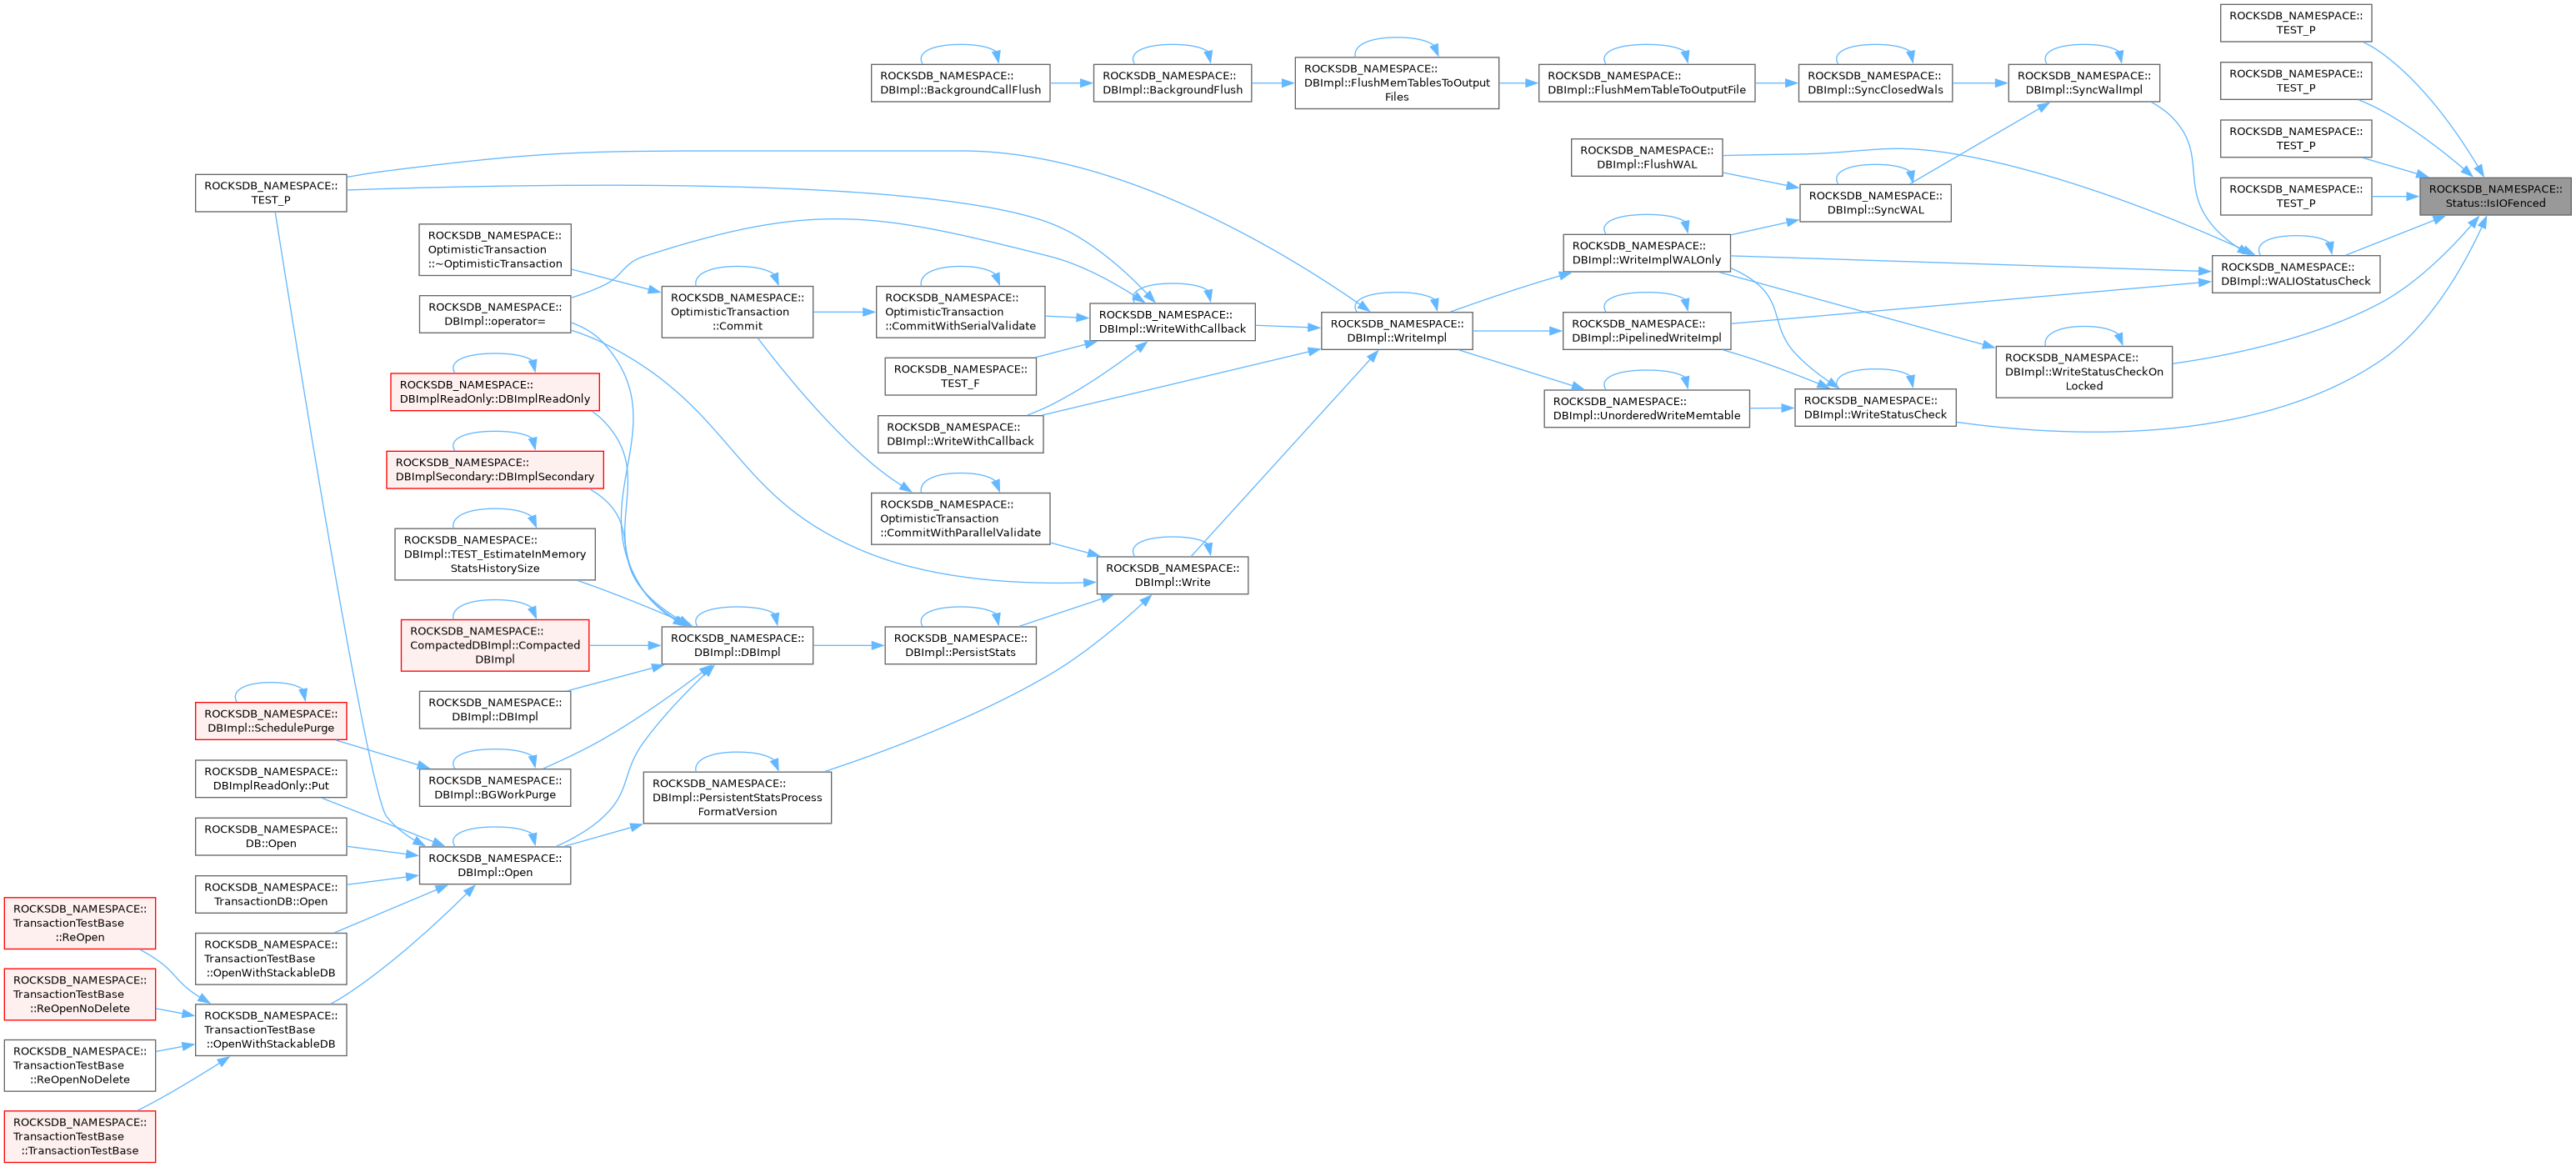 ROCKSDB_NAMESPACE::
TEST_P
ROCKSDB_NAMESPACE::
TEST_P
ROCKSDB_NAMESPACE::
TEST_P
ROCKSDB_NAMESPACE::
TEST_P
ROCKSDB_NAMESPACE::
Status::IsIOFenced
ROCKSDB_NAMESPACE::
DBImpl::BackgroundCallFlush
ROCKSDB_NAMESPACE::
DBImpl::BackgroundFlush
ROCKSDB_NAMESPACE::
DBImpl::FlushMemTablesToOutput
Files
ROCKSDB_NAMESPACE::
DBImpl::FlushMemTableToOutputFile
ROCKSDB_NAMESPACE::
DBImpl::SyncClosedWals
ROCKSDB_NAMESPACE::
DBImpl::SyncWalImpl
ROCKSDB_NAMESPACE::
DBImpl::FlushWAL
ROCKSDB_NAMESPACE::
DBImpl::SyncWAL
ROCKSDB_NAMESPACE::
DBImpl::WriteImplWALOnly
ROCKSDB_NAMESPACE::
DBImpl::WALIOStatusCheck
ROCKSDB_NAMESPACE::
DBImpl::PipelinedWriteImpl
ROCKSDB_NAMESPACE::
DBImpl::WriteStatusCheckOn
Locked
ROCKSDB_NAMESPACE::
DBImpl::UnorderedWriteMemtable
ROCKSDB_NAMESPACE::
DBImpl::WriteStatusCheck
ROCKSDB_NAMESPACE::
DBImpl::WriteImpl
ROCKSDB_NAMESPACE::
TEST_P
ROCKSDB_NAMESPACE::
OptimisticTransaction
::~OptimisticTransaction
ROCKSDB_NAMESPACE::
DBImpl::operator=
ROCKSDB_NAMESPACE::
OptimisticTransaction
::Commit
ROCKSDB_NAMESPACE::
OptimisticTransaction
::CommitWithSerialValidate
ROCKSDB_NAMESPACE::
DBImpl::WriteWithCallback
ROCKSDB_NAMESPACE::
TEST_F
ROCKSDB_NAMESPACE::
DBImpl::WriteWithCallback
ROCKSDB_NAMESPACE::
OptimisticTransaction
::CommitWithParallelValidate
ROCKSDB_NAMESPACE::
DBImpl::Write
ROCKSDB_NAMESPACE::
DBImpl::PersistStats
ROCKSDB_NAMESPACE::
DBImplReadOnly::DBImplReadOnly
ROCKSDB_NAMESPACE::
DBImplSecondary::DBImplSecondary
ROCKSDB_NAMESPACE::
DBImpl::TEST_EstimateInMemory
StatsHistorySize
ROCKSDB_NAMESPACE::
CompactedDBImpl::Compacted
DBImpl
ROCKSDB_NAMESPACE::
DBImpl::DBImpl
ROCKSDB_NAMESPACE::
DBImpl::DBImpl
ROCKSDB_NAMESPACE::
DBImpl::SchedulePurge
ROCKSDB_NAMESPACE::
DBImpl::BGWorkPurge
ROCKSDB_NAMESPACE::
DBImpl::PersistentStatsProcess
FormatVersion
ROCKSDB_NAMESPACE::
DBImplReadOnly::Put
ROCKSDB_NAMESPACE::
DB::Open
ROCKSDB_NAMESPACE::
DBImpl::Open
ROCKSDB_NAMESPACE::
TransactionDB::Open
ROCKSDB_NAMESPACE::
TransactionTestBase
::OpenWithStackableDB
ROCKSDB_NAMESPACE::
TransactionTestBase
::OpenWithStackableDB
ROCKSDB_NAMESPACE::
TransactionTestBase
::ReOpen
ROCKSDB_NAMESPACE::
TransactionTestBase
::ReOpenNoDelete
ROCKSDB_NAMESPACE::
TransactionTestBase
::ReOpenNoDelete
ROCKSDB_NAMESPACE::
TransactionTestBase
::TransactionTestBase